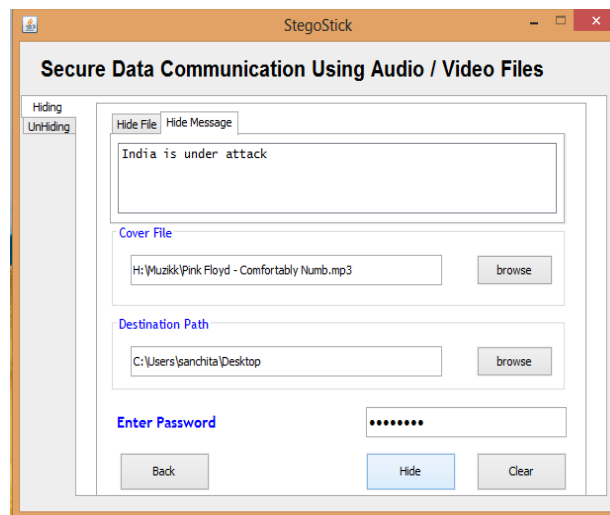 StegoStick
Secure Data Communication Using Audio / Video Files
Hiding
UnHiding
Hide File Hide Message
India is under attack
Cover File
H:\Muzikk\Pink Floyd - Comfortably Numb.mp3
browse
Destination Path
C:\Users\sanchita\Desktop
browse
Enter Password
••••••••
Back Hide Clear